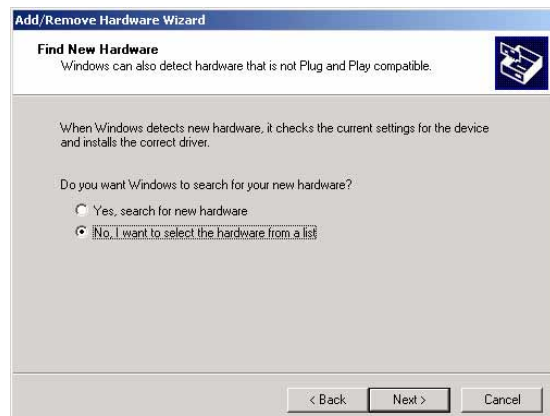 Add/Remove Hardware Wizard
Find New Hardware
Windows can also detect hardware that is not Plug and Play compatible.
When Windows detects new hardware, it checks the current settings for the device
and installs the correct driver.
Do you want Windows to search for your new hardware?
Yes, search for new hardware
No, I want to select the hardware from a list
< Back Next > Cancel